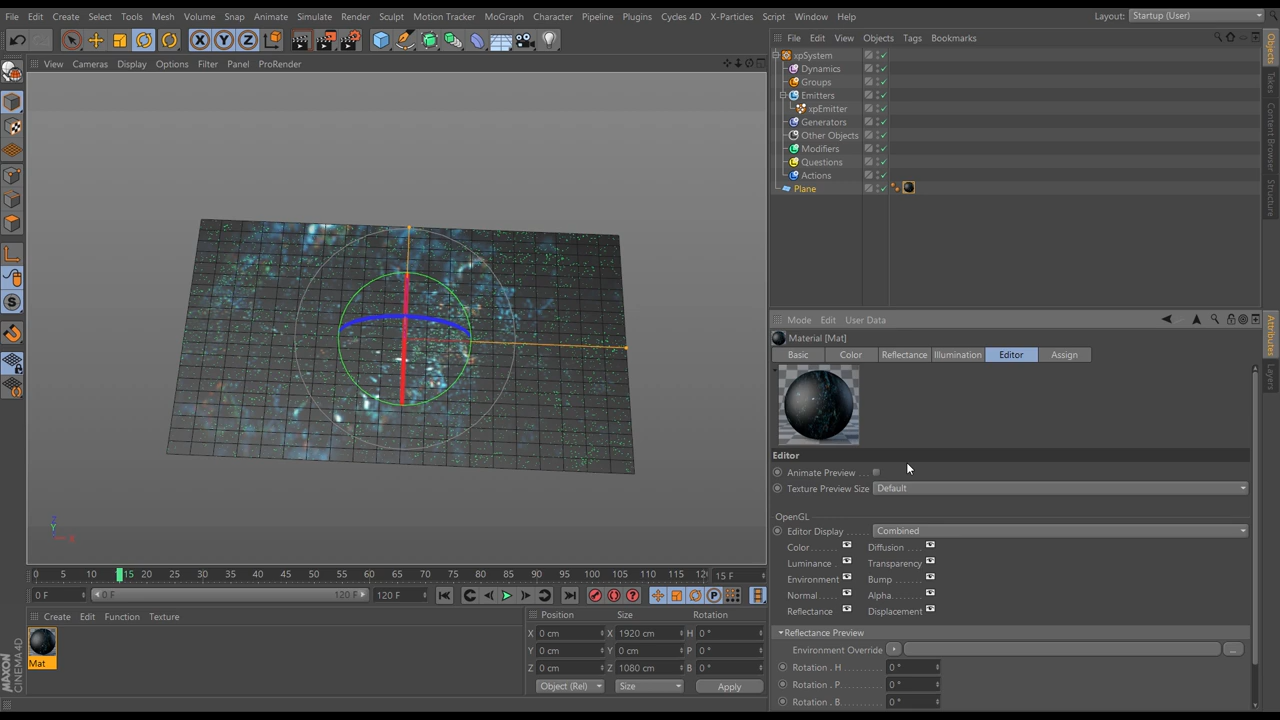 File Edit Create Select Tools Mesh Volume Snap Animate Simulate Render Sculpt Motion Tracker MoGraph Character Pipeline Plugins Cycles 4D X-Particles Script Window Help Layout: Startup (User)
View Cameras Display Options Filter Panel ProRender
File Edit View Objects Tags Bookmarks
xpSystem
Dynamics
Groups
Emitters
xpEmitter
Generators
Other Objects
Modifiers
Questions
Actions
Plane
Objects
Takes
Content Browser
Structure
Mode Edit User Data
Material [Mat]
Basic Color Reflectance Illumination Editor Assign
Attributes
Layers
Editor
Animate Preview . . .
Texture Preview Size Default
OpenGL
Editor Display . . . . . . Combined
Color. . . . . . . Diffusion . . . .
Luminance . Transparency
Environment Bump . . . . . . .
Normal . . . . . Alpha. . . . . . .
Reflectance Displacement
Reflectance Preview
Environment Override ...
Rotation . H . . . . . . . . . . . 0 °
Rotation . P. . . . . . . . . . . . 0 °
Rotation . B. . . . . . . . . . . . 0 °
Z
Y
X
0 5 10 15 20 25 30 35 40 45 50 55 60 65 70 75 80 85 90 95 100 105 110 115 12 15 F
0 F 0 F 120 F 120 F
Create Edit Function Texture
Mat
Position Size Rotation
X 0 cm X 1920 cm H 0 °
Y 0 cm Y 0 cm P 0 °
Z 0 cm Z 1080 cm B 0 °
Object (Rel) Size Apply
MAXON
CINEMA 4D